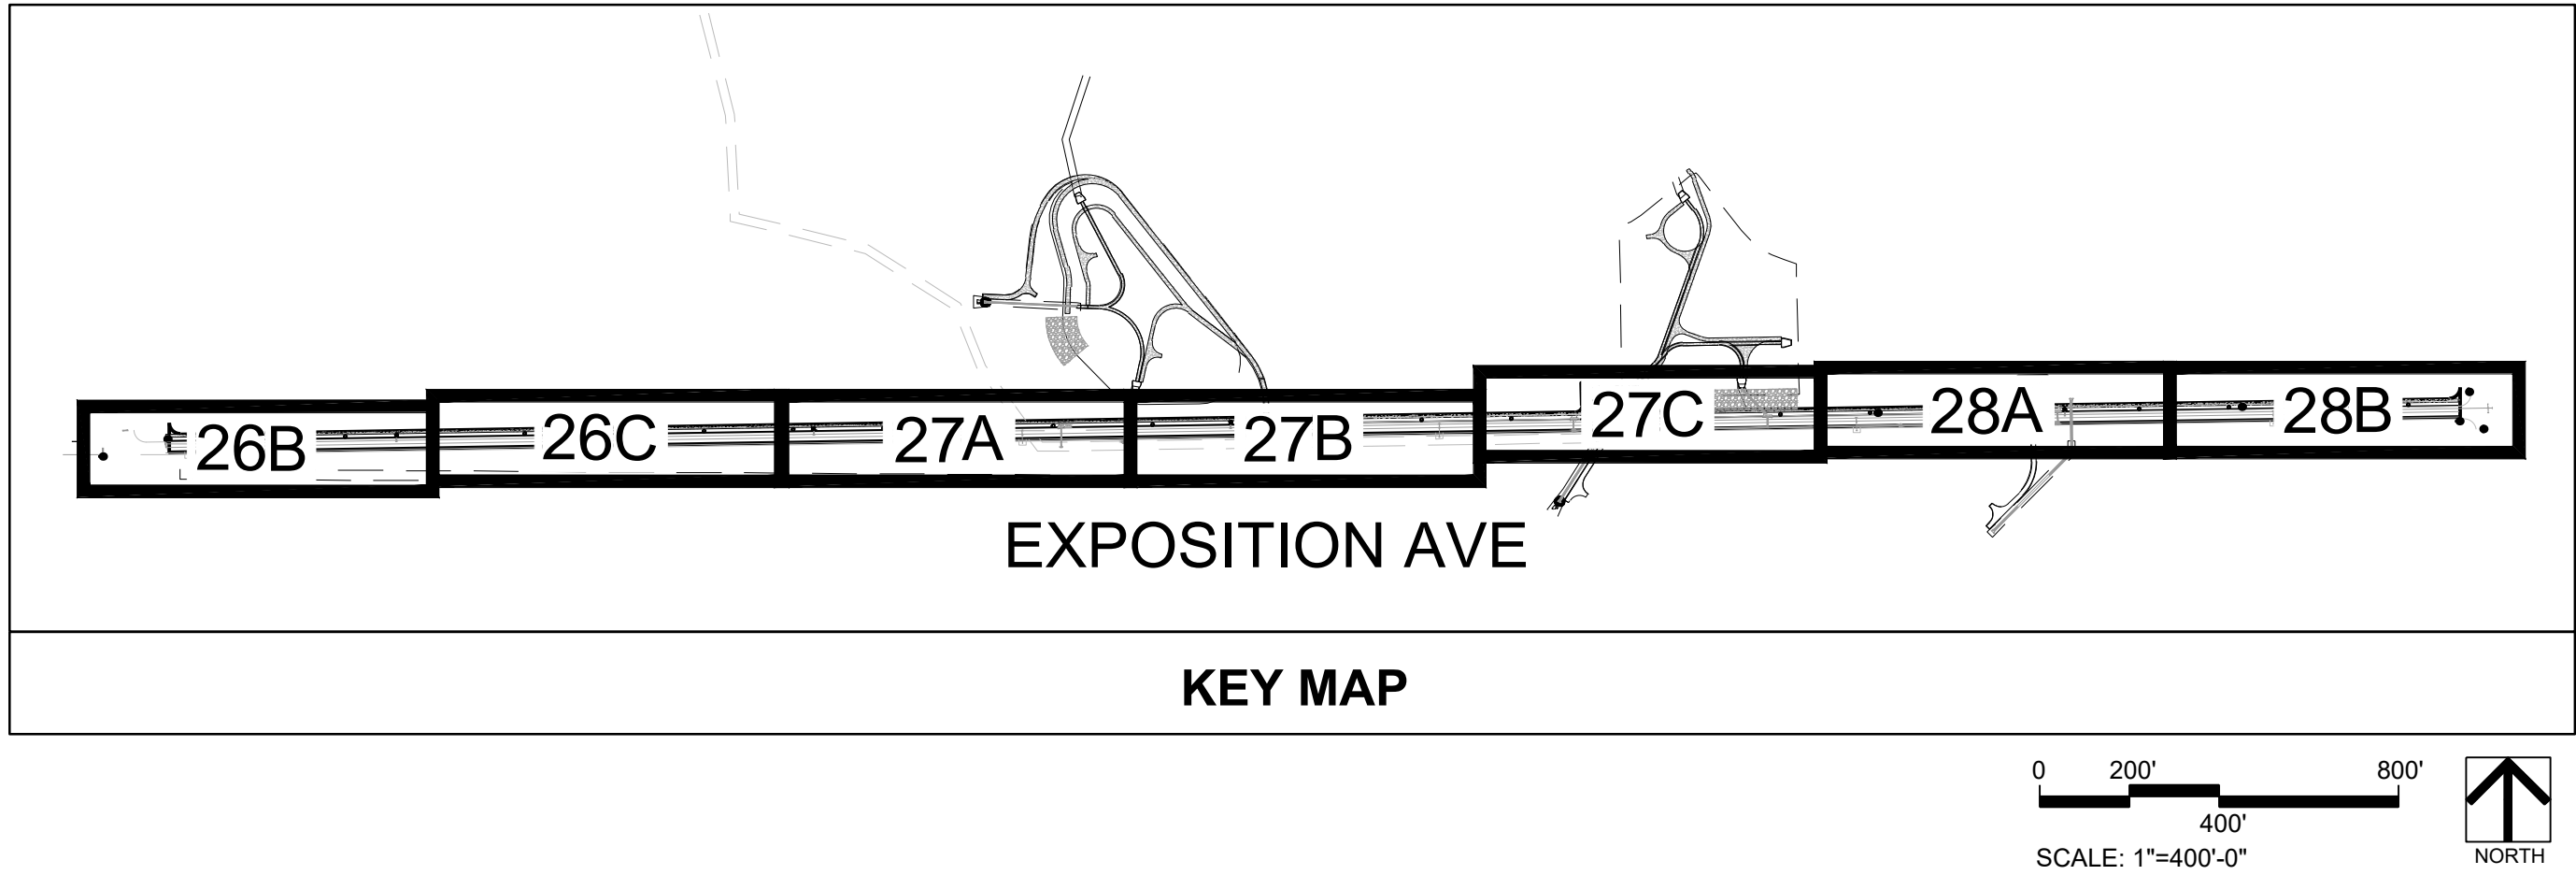 26B
26C
27A
27B
27C
28A
28B
EXPOSITION AVE
KEY MAP
0
200'
800'
400'
SCALE: 1"=400'-0"
NORTH